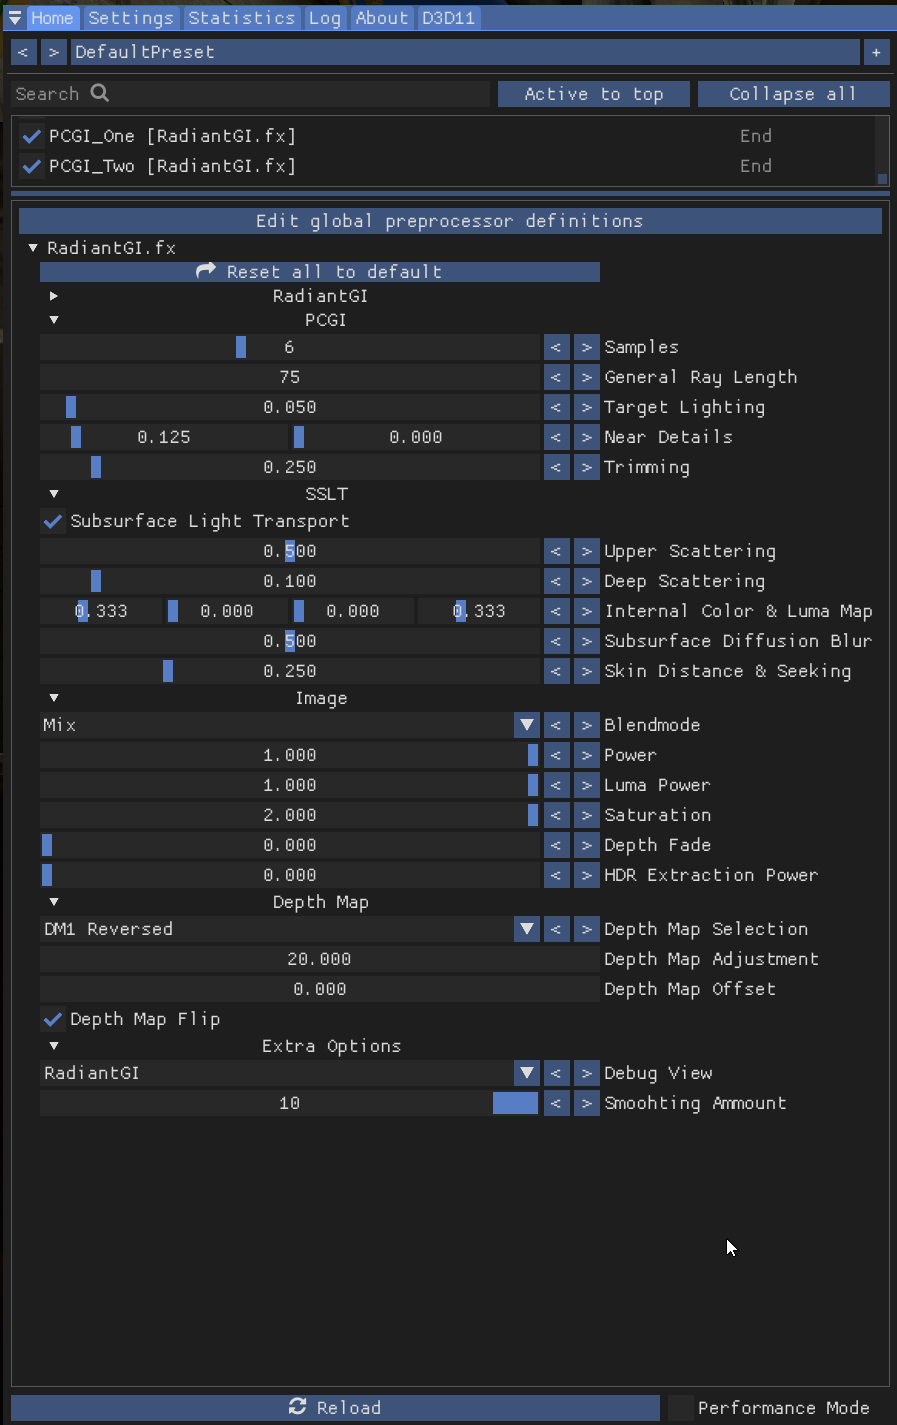 Home Settings Statistics Log About D3D11
< > DefaultPreset +
Search Active to top Collapse all
PCGI_One [RadiantGI.fx] End
PCGI_Two [RadiantGI.fx] End
Edit global preprocessor definitions
RadiantGI.fx
Reset all to default
RadiantGI
PCGI
6 < > Samples
75 < > General Ray Length
0.050 < > Target Lighting
0.125 0.000 < > Near Details
0.250 < > Trimming
SSLT
Subsurface Light Transport
0.500 < > Upper Scattering
0.100 < > Deep Scattering
0.333 0.000 0.000 0.333 < > Internal Color & Luma Map
0.500 < > Subsurface Diffusion Blur
0.250 < > Skin Distance & Seeking
Image
Mix < > Blendmode
1.000 < > Power
1.000 < > Luma Power
2.000 < > Saturation
0.000 < > Depth Fade
0.000 < > HDR Extraction Power
Depth Map
DM1 Reversed < > Depth Map Selection
20.000 Depth Map Adjustment
0.000 Depth Map Offset
Depth Map Flip
Extra Options
RadiantGI < > Debug View
10 < > Smoohting Ammount
Reload Performance Mode